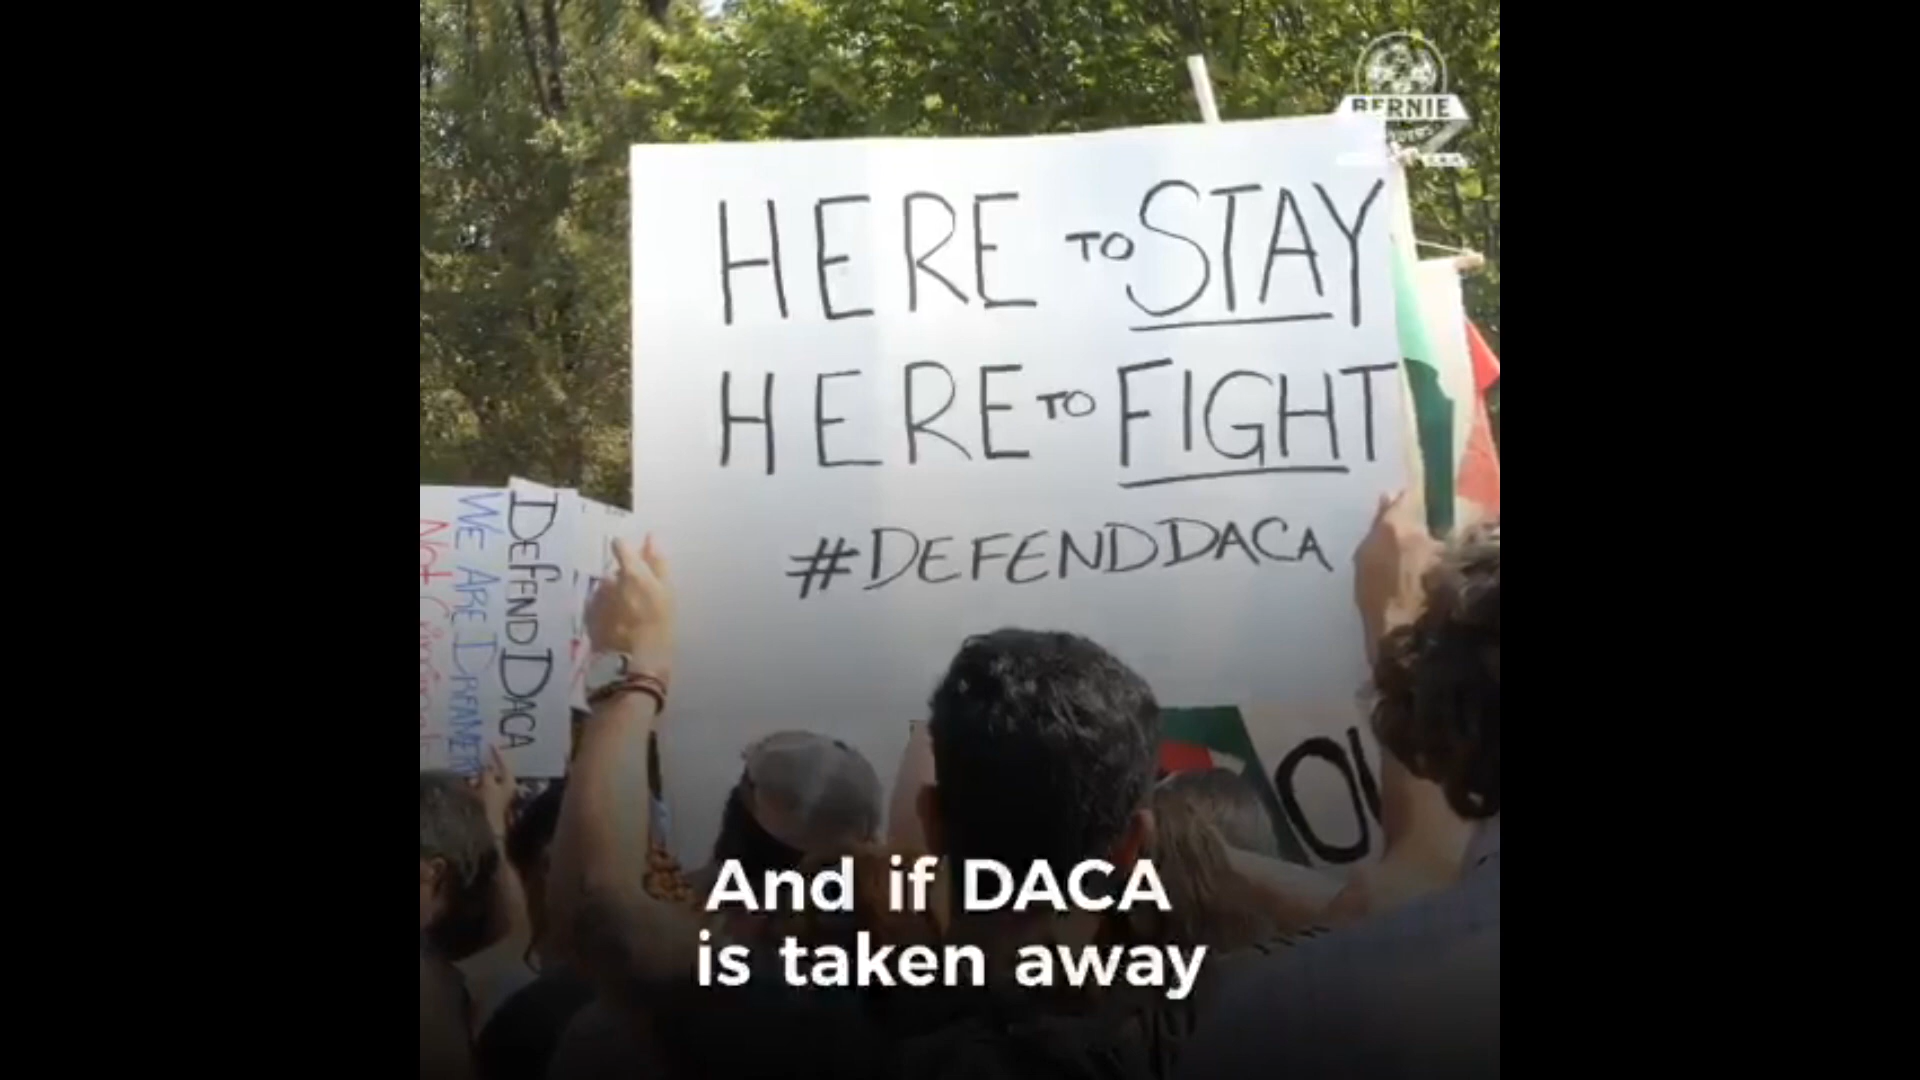 BERNIE
HERE TO STAY
HERE TO FIGHT
#DEFENDDACA
DEFEND DACA
WE ARE DREAMERS
Not
And if DACA
is taken away